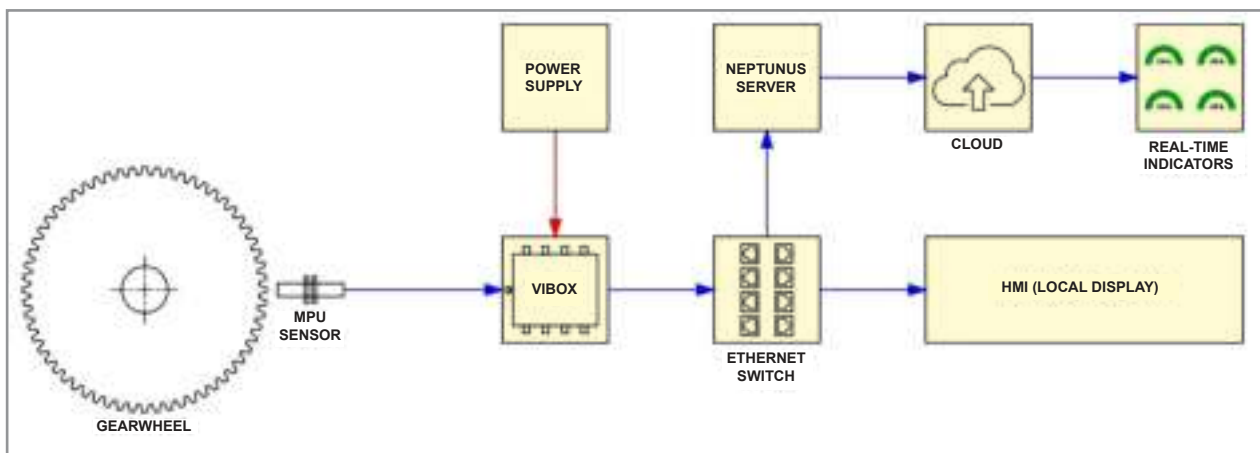 POWER
SUPPLY
NEPTUNUS
SERVER
CLOUD
REAL-TIME
INDICATORS
MPU
SENSOR
VIBOX
ETHERNET
SWITCH
HMI (LOCAL DISPLAY)
GEARWHEEL